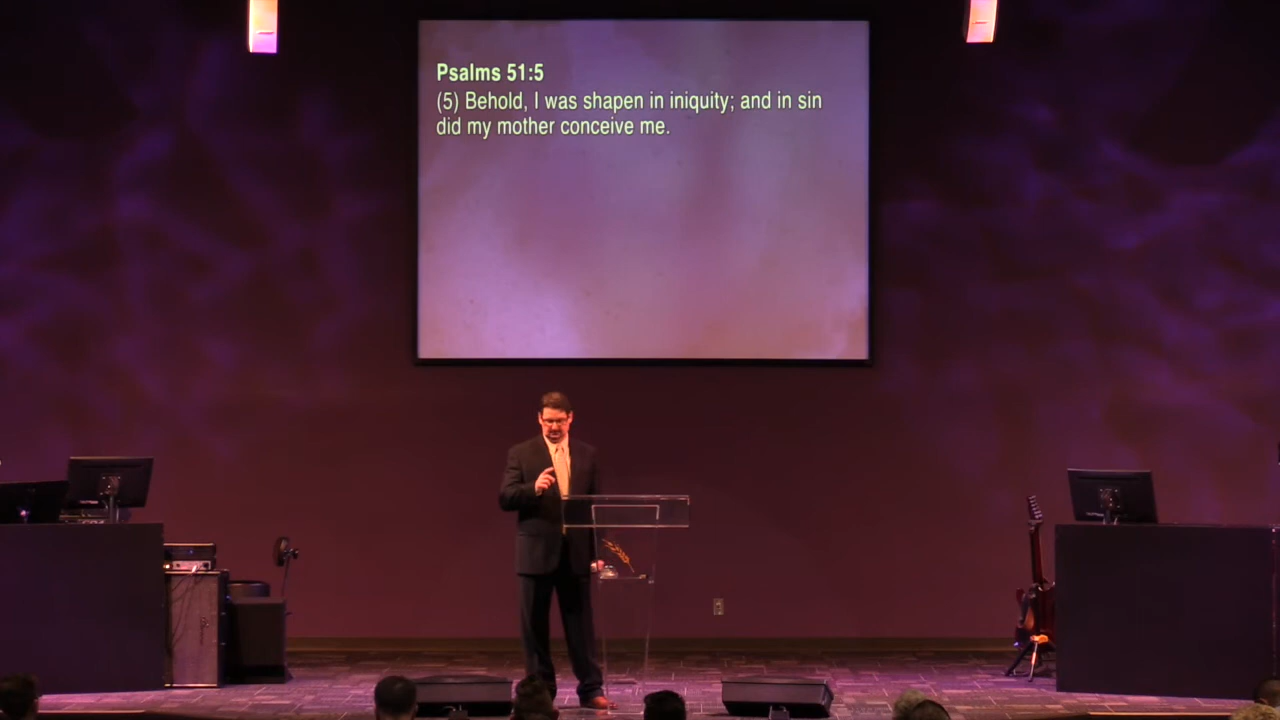 Psalms 51:5
(5) Behold, I was shapen in iniquity; and in sin
did my mother conceive me.